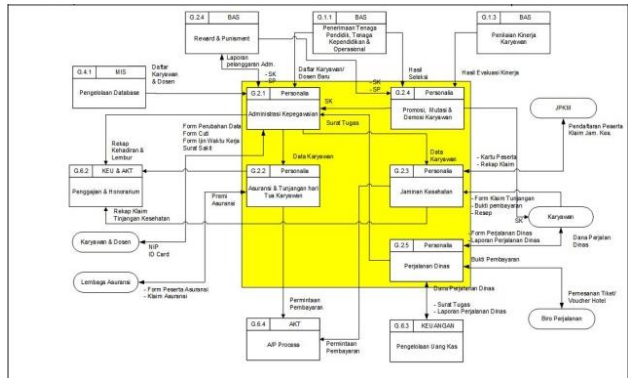 G.2.4 BAS
Reward & Punisment
G.1.1 BAS
Penerimaan Tenaga
Pendidik, Tenaga
Kependidikan &
Operasional
G.1.3 BAS
Penilaian Kinerja
Karyawan
Laporan
pelanggaran Adm.
- SK
- SP
Daftar Karyawan/
Dosen Baru
Hasil
Seleksi
Hasil Evaluasi Kinerja
G.4.1 MIS
Pengelolaan Database
Daftar
Karyawan
& Dosen
G.2.1 Personalia
Administrasi Kepegawaian
SK
- SK
- SP
Surat Tugas
G.2.4 Personalia
Promosi, Mutasi &
Demosi Karyawan
JPKM
Pendaftaran Peserta
Klaim Jam. Kes.
Form Perubahan Data
Form Cuti
Form Ijin Waktu Kerja
Surat Sakit
Rekap
Kehadiran &
Lembur
Data Karyawan
Data
Karyawan
- Kartu Peserta
- Rekap Klaim
G.6.2 KEU & AKT
Penggajian & Honorarium
G.2.2 Personalia
Asuransi & Tunjangan hari
Tua Karyawan
G.2.3 Personalia
Jaminan Kesehatan
Premi
Asuransi
Rekap Klaim
Tinjangan Kesehatan
- Form Klaim Tunjangan
- Bukti pembayaran
- Resep
SK
Karyawan
Karyawan & Dosen
NIP
ID Card
- Form Perjalanan Dinas
- Laporan Perjalanan Dinas
Dana Perjalan
Dinas
G.2.5 Personalia
Perjalanan Dinas
Bukti Pembayaran
Lembaga Asuransi
- Form Peserta Asuransi
- Klaim Asuransi
Dana Perjalanan Dinas
Pemesanan Tiket/
Voucher Hotel
Biro Perjalanan
Permintaan
Pembayaran
- Surat Tugas
- Laporan Perjalanan Dinas
G.6.4 AKT
A/P Process
Permintaan
Pembayaran
G.6.3 KEUANGAN
Pengelolaan Uang Kas